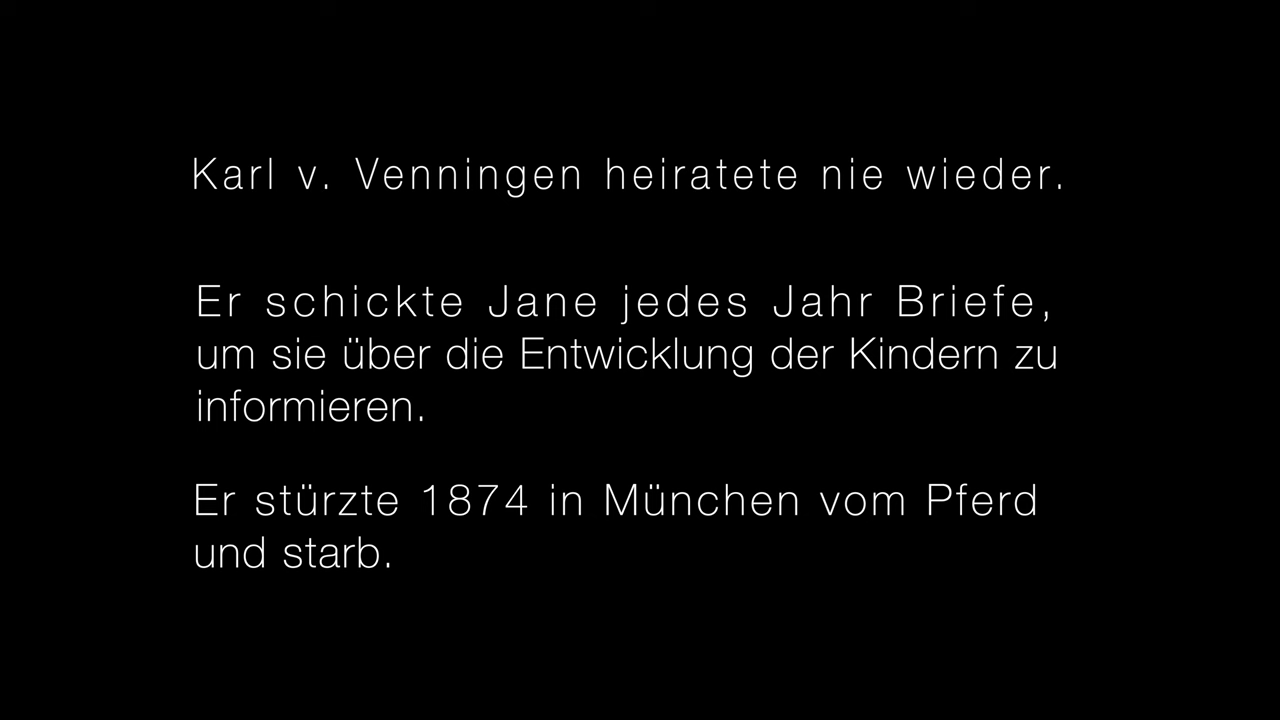 Karl v. Venningen heiratete nie wieder.
Er schickte Jane jedes Jahr Briefe,
um sie über die Entwicklung der Kindern zu
informieren.
Er stürzte 1874 in München vom Pferd
und starb.